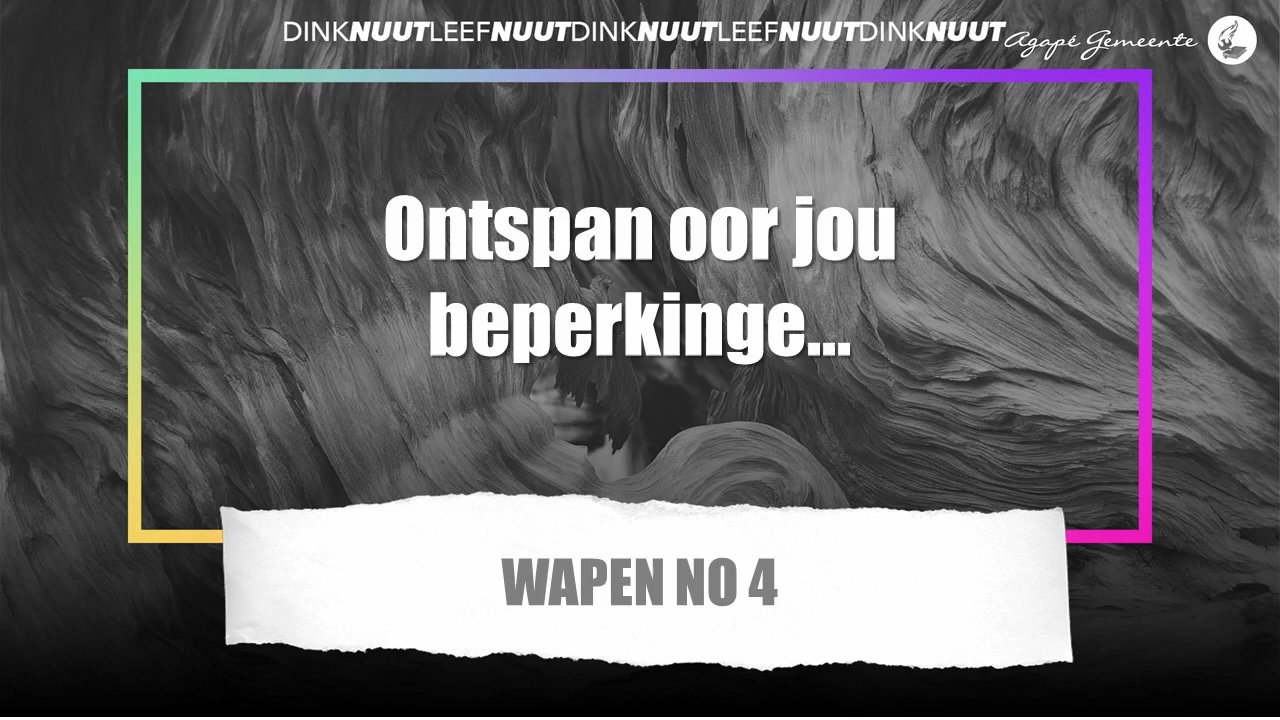 DINKNUUTLEEFNUUTDINKNUUTLEEFNUUTDINKNUUT
Agapé Gemeente
Ontspan oor jou
beperkinge...
WAPEN NO 4